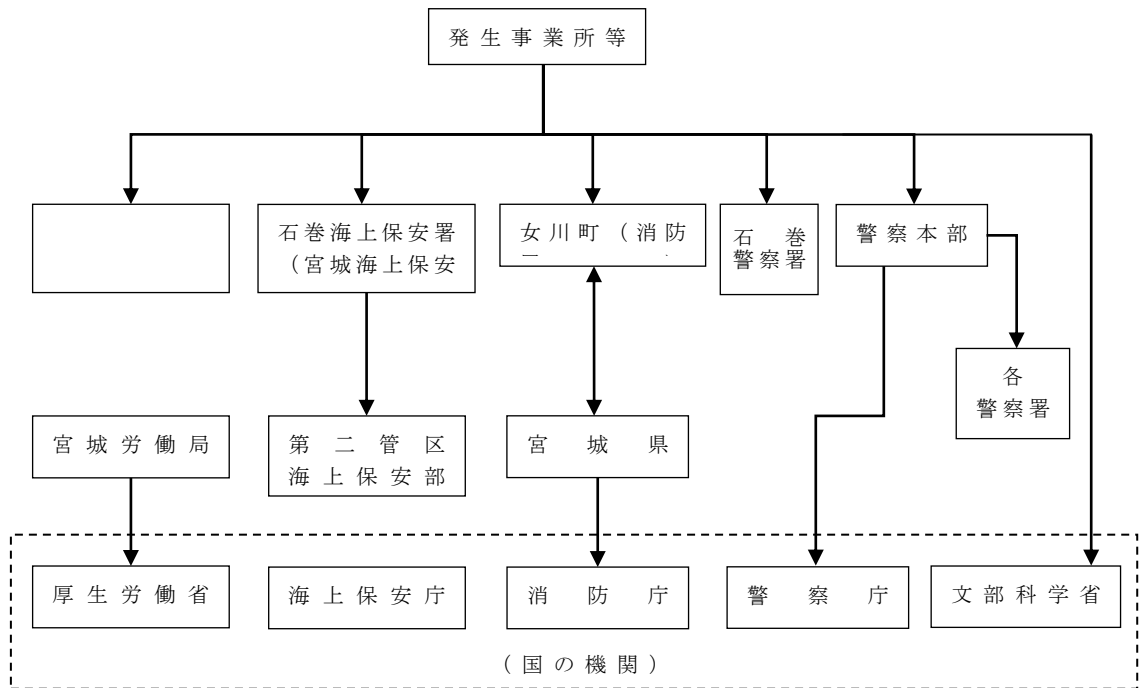 発生事業所等
石巻海上保安署
（宮城海上保安
女川町（消防
石巻
警察署
警察本部
各
警察署
宮城労働局
第二管区
海上保安部
宮城県
厚生労働省
海上保安庁
消防庁
警察庁
文部科学省
（国の機関）